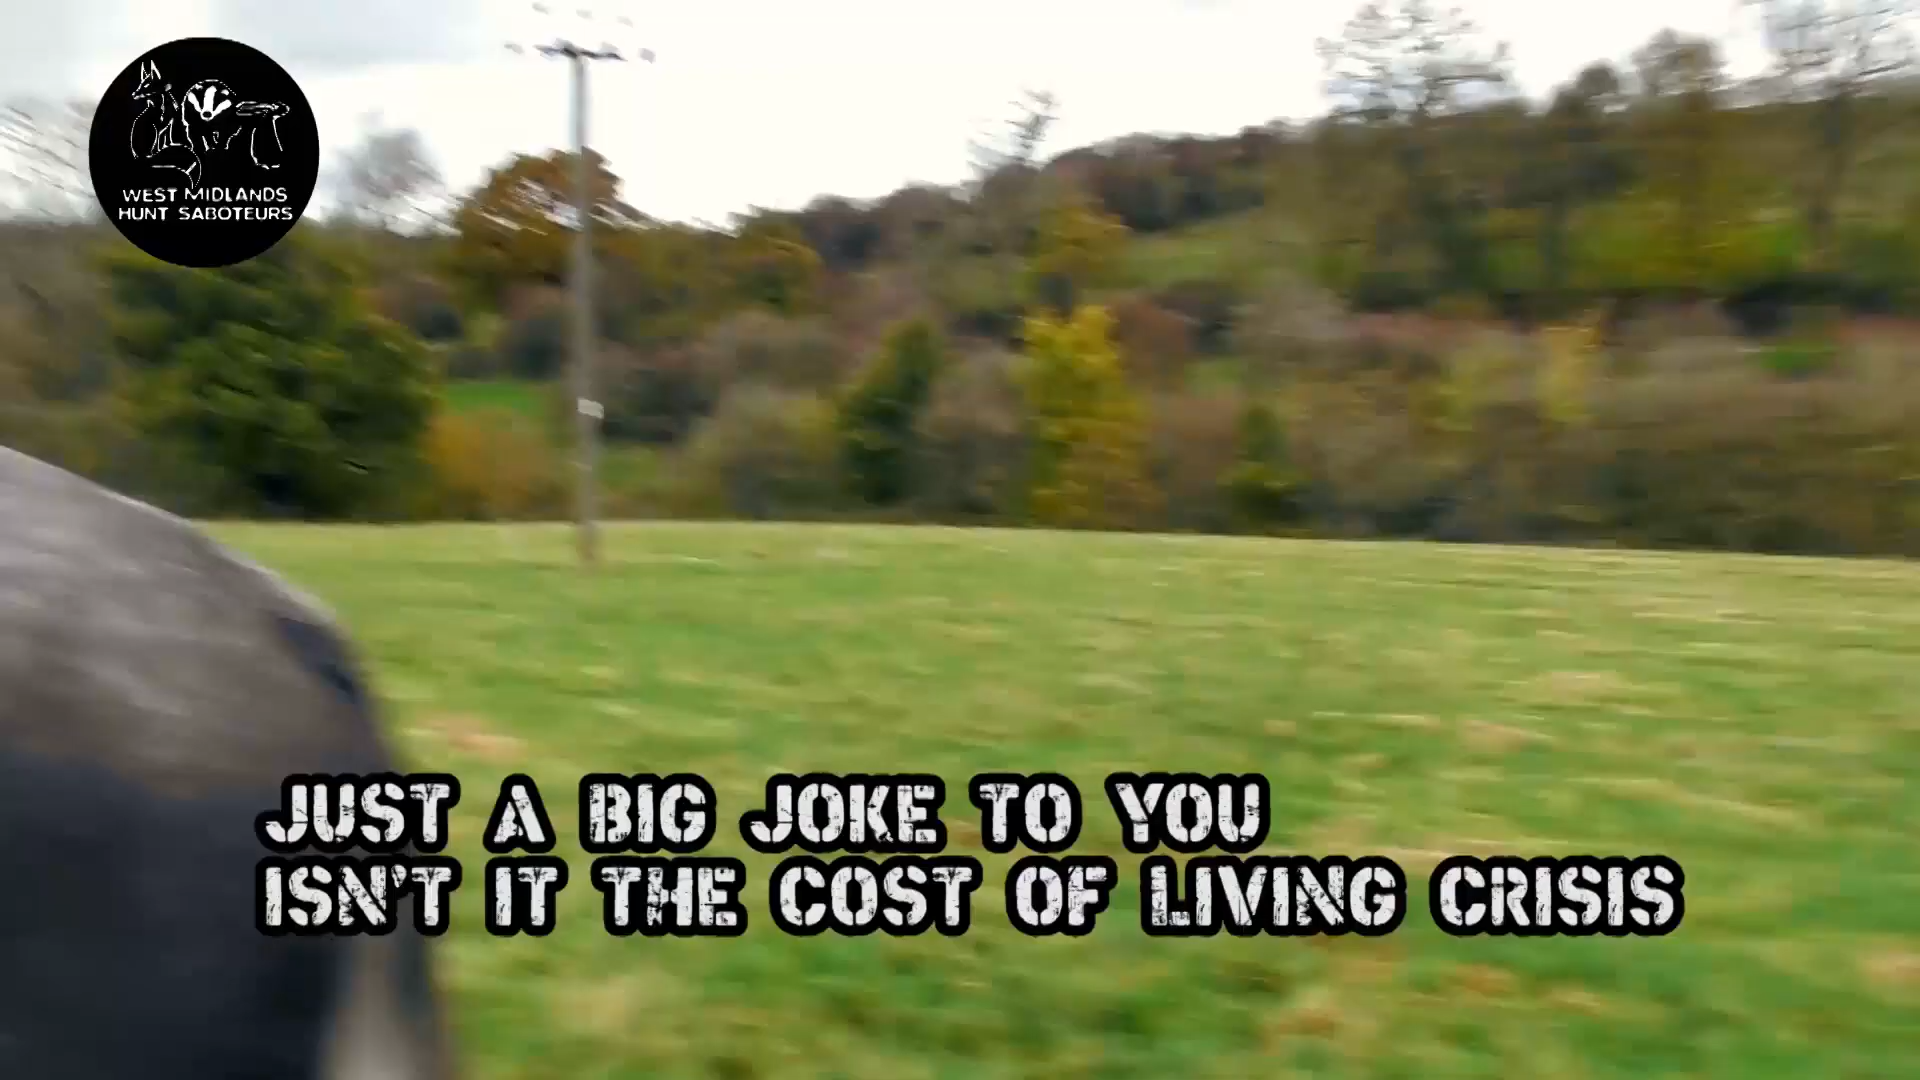 WEST MIDLANDS
HUNT SABOTEURS
JUST A BIG JOKE TO YOU
ISN'T IT THE COST OF LIVING CRISIS